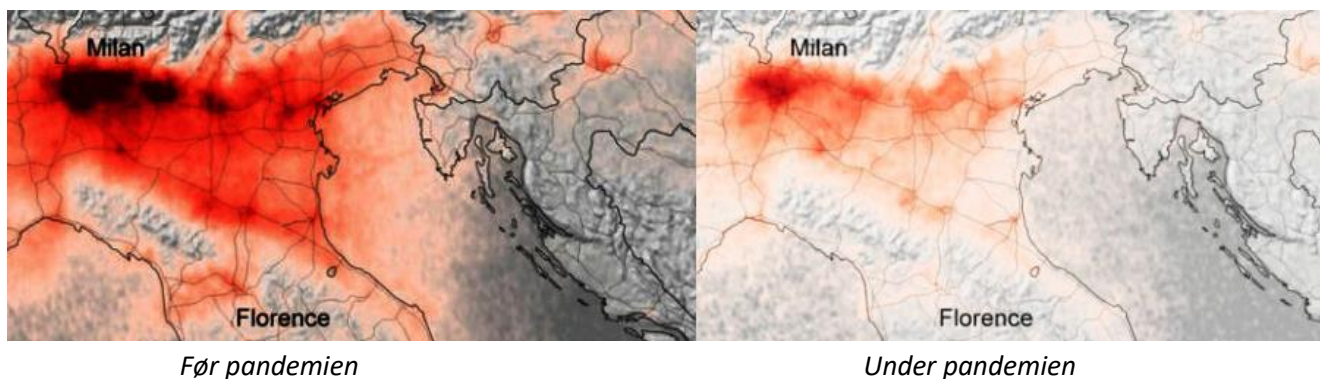 Milan
Florence
Milan
Florence
Før pandemien
Under pandemien